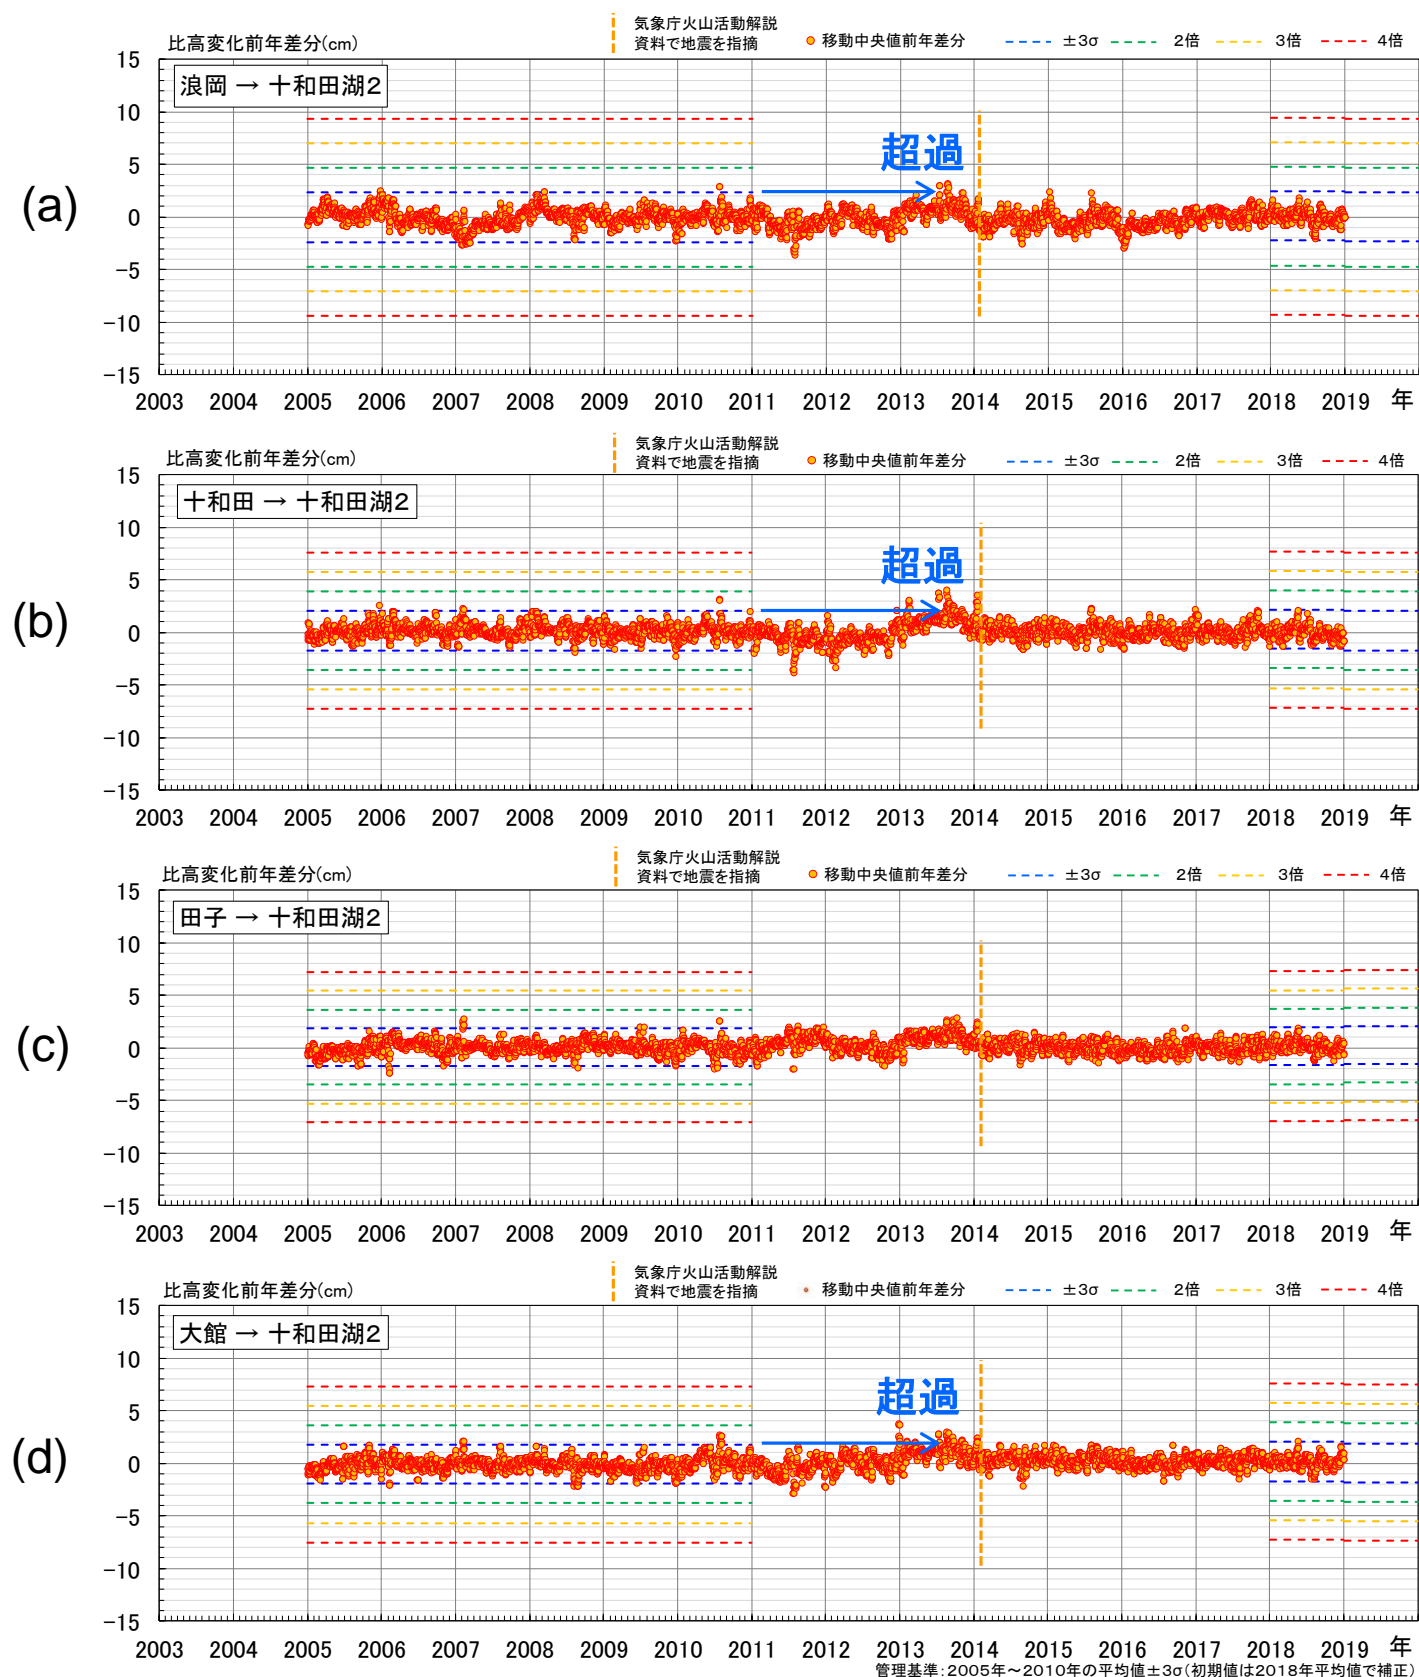 比高変化前年差分(cm)
気象庁火山活動解説
資料で地震を指摘
移動中央値前年差分
±3σ
2倍
3倍
4倍
(a)
浪岡 → 十和田湖2
超過
15
10
5
0
-5
-10
-15
2003 2004 2005 2006 2007 2008 2009 2010 2011 2012 2013 2014 2015 2016 2017 2018 2019 年
比高変化前年差分(cm)
気象庁火山活動解説
資料で地震を指摘
移動中央値前年差分
±3σ
2倍
3倍
4倍
(b)
十和田 → 十和田湖2
超過
15
10
5
0
-5
-10
-15
2003 2004 2005 2006 2007 2008 2009 2010 2011 2012 2013 2014 2015 2016 2017 2018 2019 年
比高変化前年差分(cm)
気象庁火山活動解説
資料で地震を指摘
移動中央値前年差分
±3σ
2倍
3倍
4倍
(c)
田子 → 十和田湖2
15
10
5
0
-5
-10
-15
2003 2004 2005 2006 2007 2008 2009 2010 2011 2012 2013 2014 2015 2016 2017 2018 2019 年
比高変化前年差分(cm)
気象庁火山活動解説
資料で地震を指摘
移動中央値前年差分
±3σ
2倍
3倍
4倍
(d)
大館 → 十和田湖2
超過
15
10
5
0
-5
-10
-15
2003 2004 2005 2006 2007 2008 2009 2010 2011 2012 2013 2014 2015 2016 2017 2018 2019 年
管理基準:2005年~2010年の平均値±3σ(初期値は2018年平均値で補正)